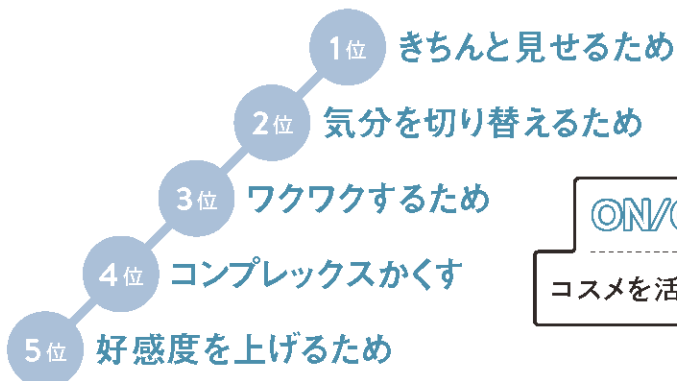 1位 きちんと見せるため
2位 気分を切り替えるため
3位 ワクワクするため
4位 コンプレックスかくす
5位 好感度を上げるため
ON/
コスメを活